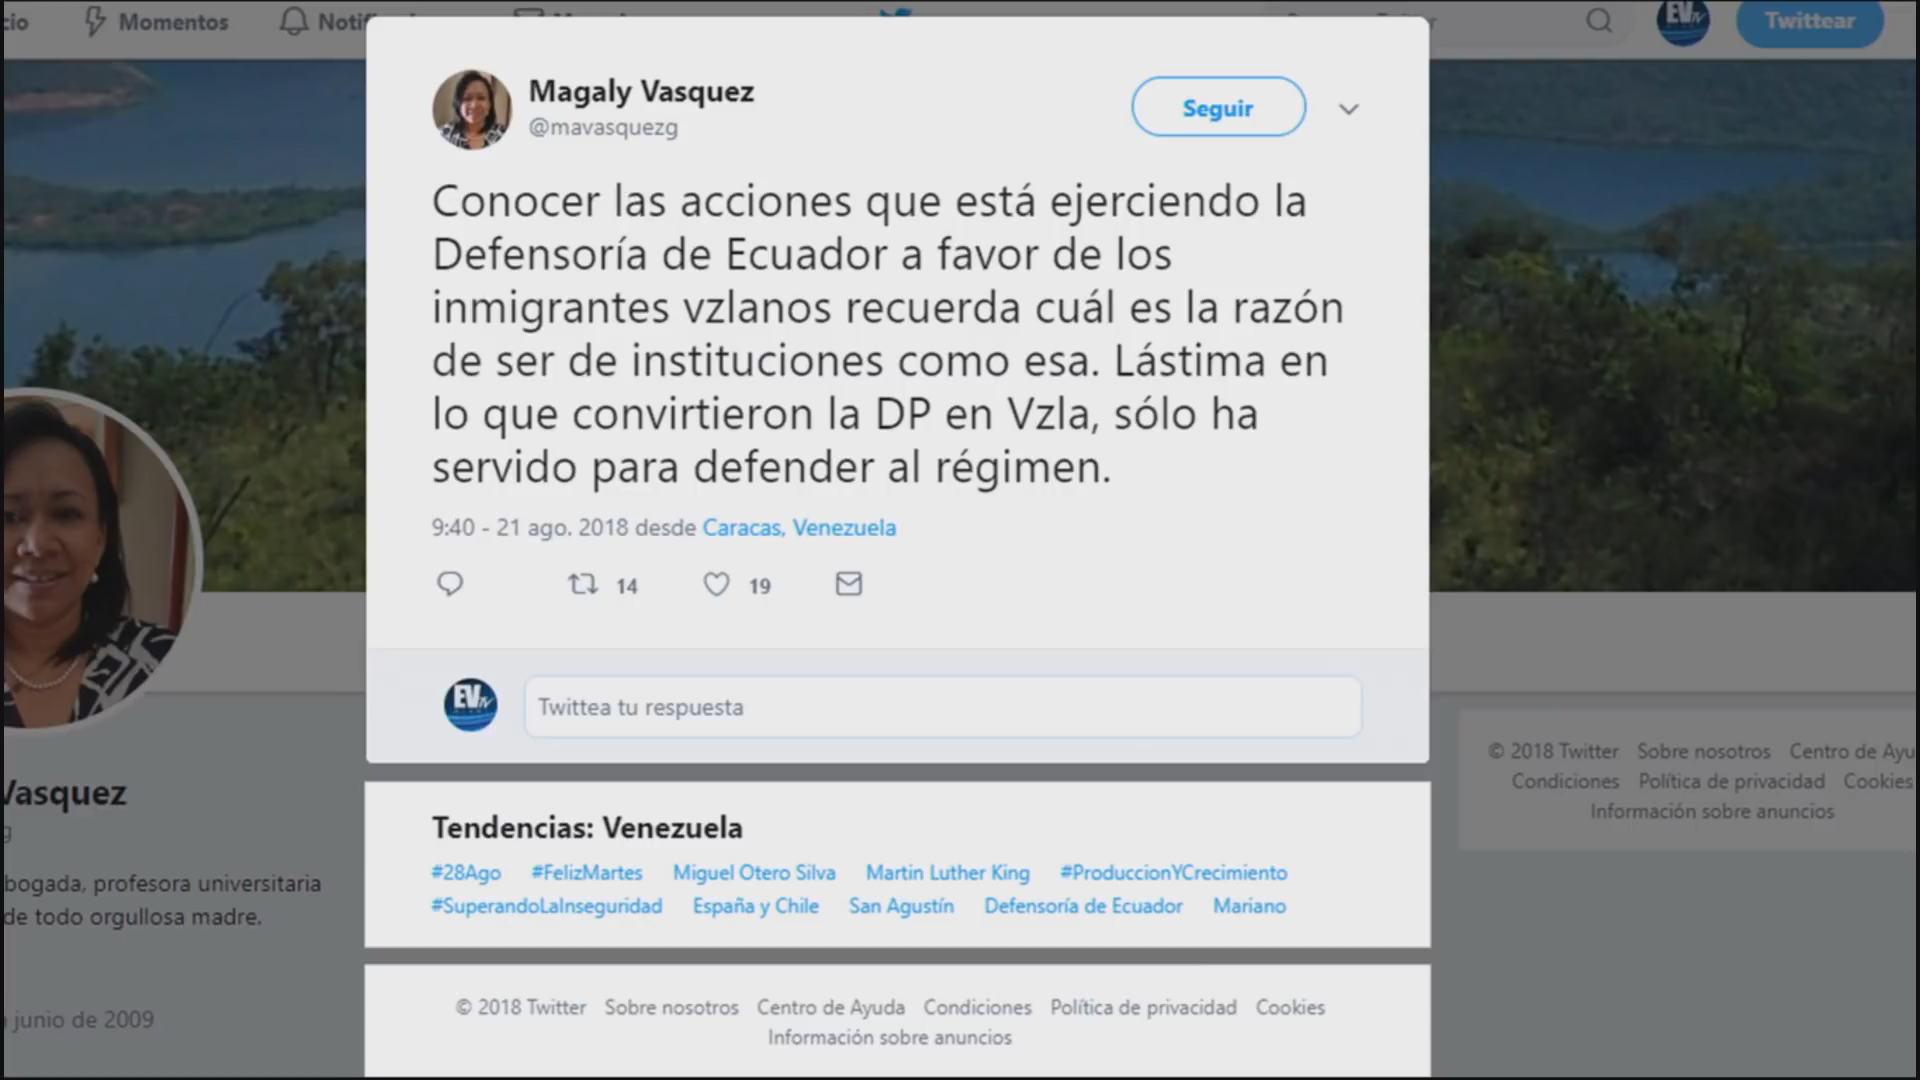 cio
Momentos
Twittear
Magaly Vasquez
@mavasquezg
Seguir
Conocer las acciones que está ejerciendo la
Defensoría de Ecuador a favor de los
inmigrantes vzlanos recuerda cuál es la razón
de ser de instituciones como esa. Lástima en
lo que convirtieron la DP en Vzla, sólo ha
servido para defender al régimen.
9:40 - 21 ago. 2018 desde Caracas, Venezuela
14
19
EVtv
Twittea tu respuesta
Vasquez
bogada, profesora universitaria
de todo orgullosa madre.
junio de 2009
Tendencias: Venezuela
#28Ago #FelizMartes Miguel Otero Silva Martin Luther King #ProduccionYCrecimiento
#SuperandoLaInseguridad España y Chile San Agustín Defensoría de Ecuador Mariano
© 2018 Twitter Sobre nosotros Centro de Ayuda Condiciones Política de privacidad Cookies
Información sobre anuncios
© 2018 Twitter Sobre nosotros Centro de Ayu
Condiciones Política de privacidad Cookies
Información sobre anuncios